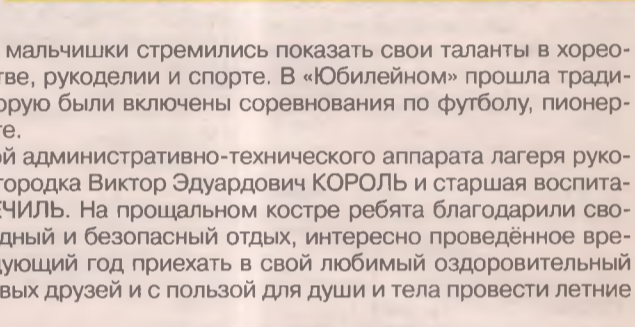 мальчишки стремились показать свои таланты в хорео-
тве, рукоделии и спорте. В «Юбилейном» прошла тради-
орую были включены соревнования по футболу, пионер-
те.
й административно-технического аппарата лагеря руко-
городка Виктор Эдуардович КОРОЛЬ и старшая воспита-
ЕЧИЛЬ. На прощальном костре ребята благодарили сво-
дный и безопасный отдых, интересно проведённое вре-
дующий год приехать в свой любимый оздоровительный
вых друзей и с пользой для души и тела провести летние